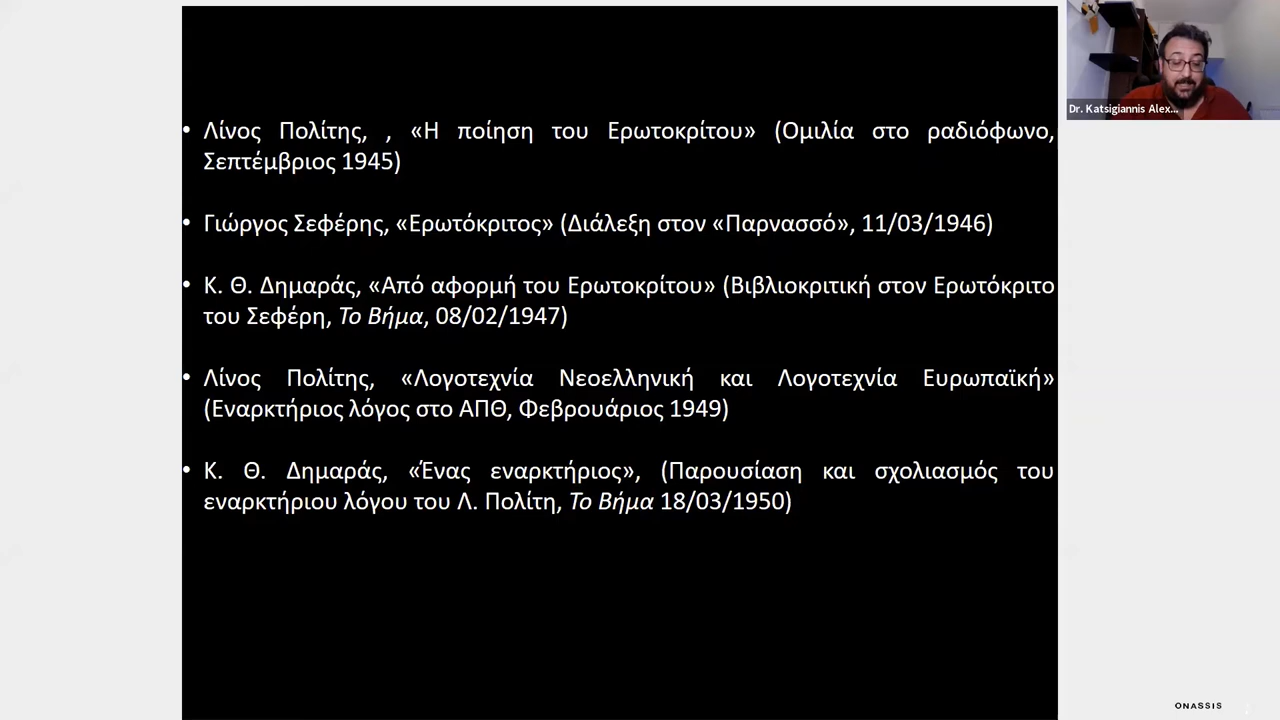 Dr. Katsigiannis Alex...
• Λίνος Πολίτης, , «Η ποίηση του Ερωτοκρίτου» (Ομιλία στο ραδιόφωνο,
Σεπτέμβριος 1945)
• Γιώργος Σεφέρης, «Ερωτόκριτος» (Διάλεξη στον «Παρνασσό», 11/03/1946)
• Κ. Θ. Δημαράς, «Από αφορμή του Ερωτοκρίτου» (Βιβλιοκριτική στον Ερωτόκριτο
του Σεφέρη, Το Βήμα, 08/02/1947)
• Λίνος Πολίτης, «Λογοτεχνία Νεοελληνική και Λογοτεχνία Ευρωπαϊκή»
(Εναρκτήριος λόγος στο ΑΠΘ, Φεβρουάριος 1949)
• Κ. Θ. Δημαράς, «Ένας εναρκτήριος», (Παρουσίαση και σχολιασμός του
εναρκτήριου λόγου του Λ. Πολίτη, Το Βήμα 18/03/1950)
ONASSIS